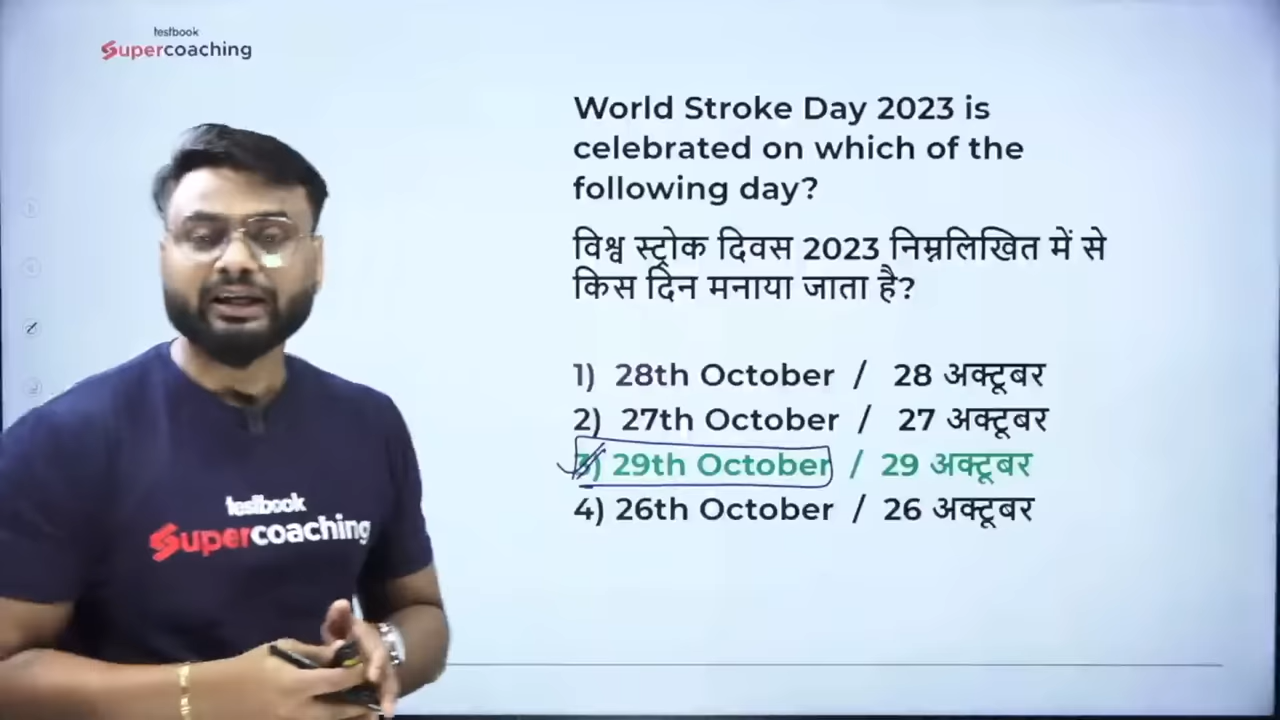 testbook
Supercoaching
World Stroke Day 2023 is
celebrated on which of the
following day?
विश्व स्ट्रोक दिवस 2023 निम्नलिखित में से
किस दिन मनाया जाता है?
1) 28th October / 28 अक्टूबर
2) 27th October / 27 अक्टूबर
3) 29th October / 29 अक्टूबर
4) 26th October / 26 अक्टूबर
testbook
Supercoaching